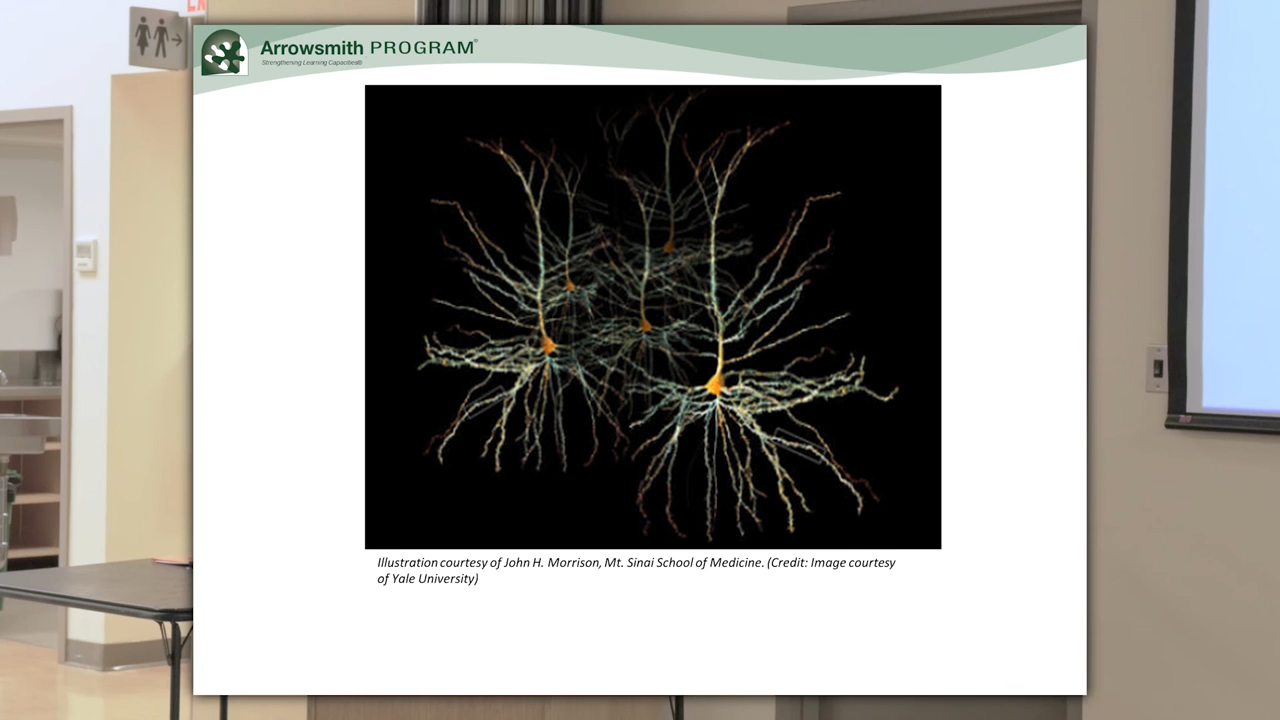 Arrowsmith PROGRAM®
Strengthening Learning Capacities®
Illustration courtesy of John H. Morrison, Mt. Sinai School of Medicine. (Credit: Image courtesy
of Yale University)